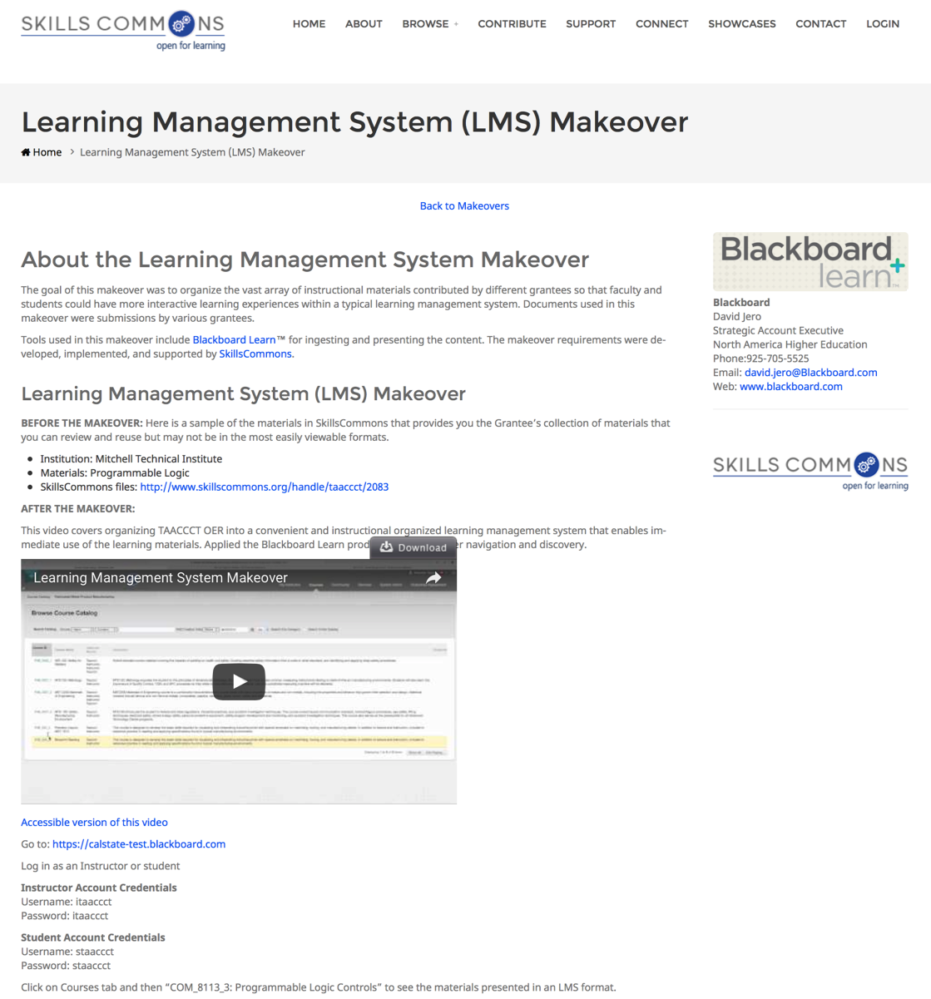 SKILLS COMMONS
open for learning
HOME ABOUT BROWSE + CONTRIBUTE SUPPORT CONNECT SHOWCASES CONTACT LOGIN
Learning Management System (LMS) Makeover
Home > Learning Management System (LMS) Makeover
Back to Makeovers
About the Learning Management System Makeover
The goal of this makeover was to organize the vast array of instructional materials contributed by different grantees so that faculty and
students could have more interactive learning experiences within a typical learning management system. Documents used in this
makeover were submissions by various grantees.
Tools used in this makeover include Blackboard Learn™ for ingesting and presenting the content. The makeover requirements were de-
veloped, implemented, and supported by SkillsCommons.
Learning Management System (LMS) Makeover
BEFORE THE MAKEOVER: Here is a sample of the materials in SkillsCommons that provides you the Grantee's collection of materials that
you can review and reuse but may not be in the most easily viewable formats.
• Institution: Mitchell Technical Institute
• Materials: Programmable Logic
• SkillsCommons files: http://www.skillscommons.org/handle/taaccct/2083
AFTER THE MAKEOVER:
This video covers organizing TAACCCT OER into a convenient and instructional organized learning management system that enables im-
mediate use of the learning materials. Applied the Blackboard Learn prod
Download
r navigation and discovery.
Learning Management System Makeover
Browse Course Catalog
Accessible version of this video
Go to: https://calstate-test.blackboard.com
Log in as an Instructor or student
Instructor Account Credentials
Username: itaaccct
Password: itaaccct
Student Account Credentials
Username: staaccct
Password: staaccct
Click on Courses tab and then “COM_8113_3: Programmable Logic Controls” to see the materials presented in an LMS format.
Blackboard
learn+™
Blackboard
David Jero
Strategic Account Executive
North America Higher Education
Phone:925-705-5525
Email: david.jero@Blackboard.com
Web: www.blackboard.com
SKILLS COMMONS
open for learning